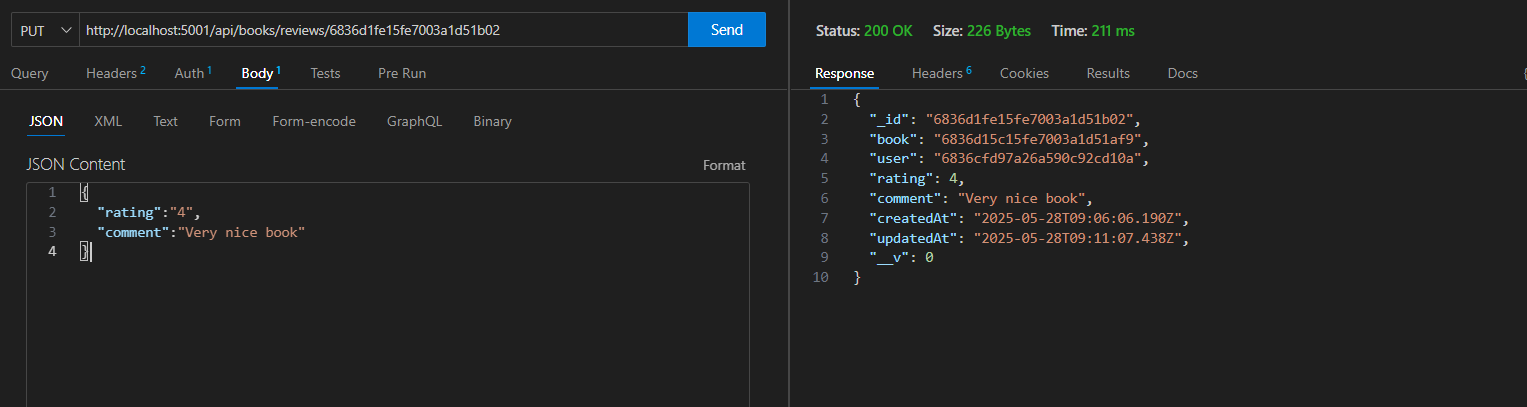 PUT http://localhost:5001/api/books/reviews/6836d1fe15fe7003a1d51b02 Send
Query Headers 2 Auth 1 Body 1 Tests Pre Run
JSON XML Text Form Form-encode GraphQL Binary
JSON Content Format
1 {
2 "rating":"4",
3 "comment":"Very nice book"
4 }
Status: 200 OK Size: 226 Bytes Time: 211 ms
Response Headers 6 Cookies Results Docs
1 {
2 "_id": "6836d1fe15fe7003a1d51b02",
3 "book": "6836d15c15fe7003a1d51af9",
4 "user": "6836cfd97a26a590c92cd10a",
5 "rating": 4,
6 "comment": "Very nice book",
7 "createdAt": "2025-05-28T09:06:06.190Z",
8 "updatedAt": "2025-05-28T09:11:07.438Z",
9 "__v": 0
10 }